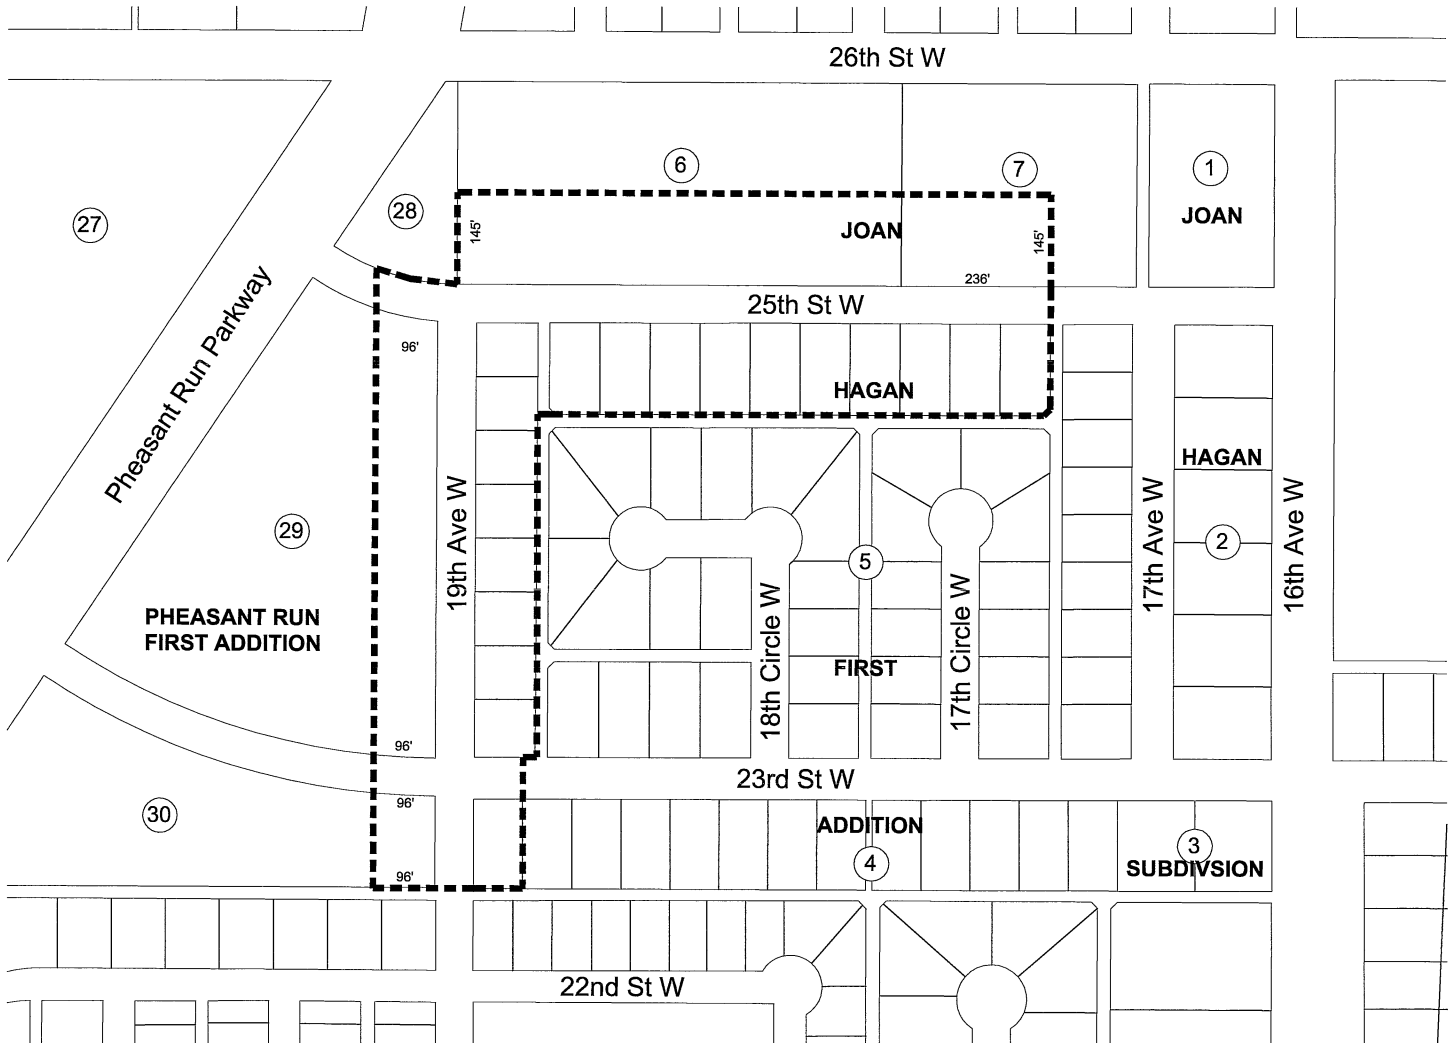 26th St W
6
7
1
JOAN
28
27
145'
JOAN
145'
236'
25th St W
Pheasant Run Parkway
96'
HAGAN
HAGAN
19th Ave W
17th Ave W
16th Ave W
29
2
5
PHEASANT RUN
FIRST ADDITION
18th Circle W
FIRST
17th Circle W
96'
23rd St W
96'
30
ADDITION
3
4
SUBDIVSION
96'
22nd St W